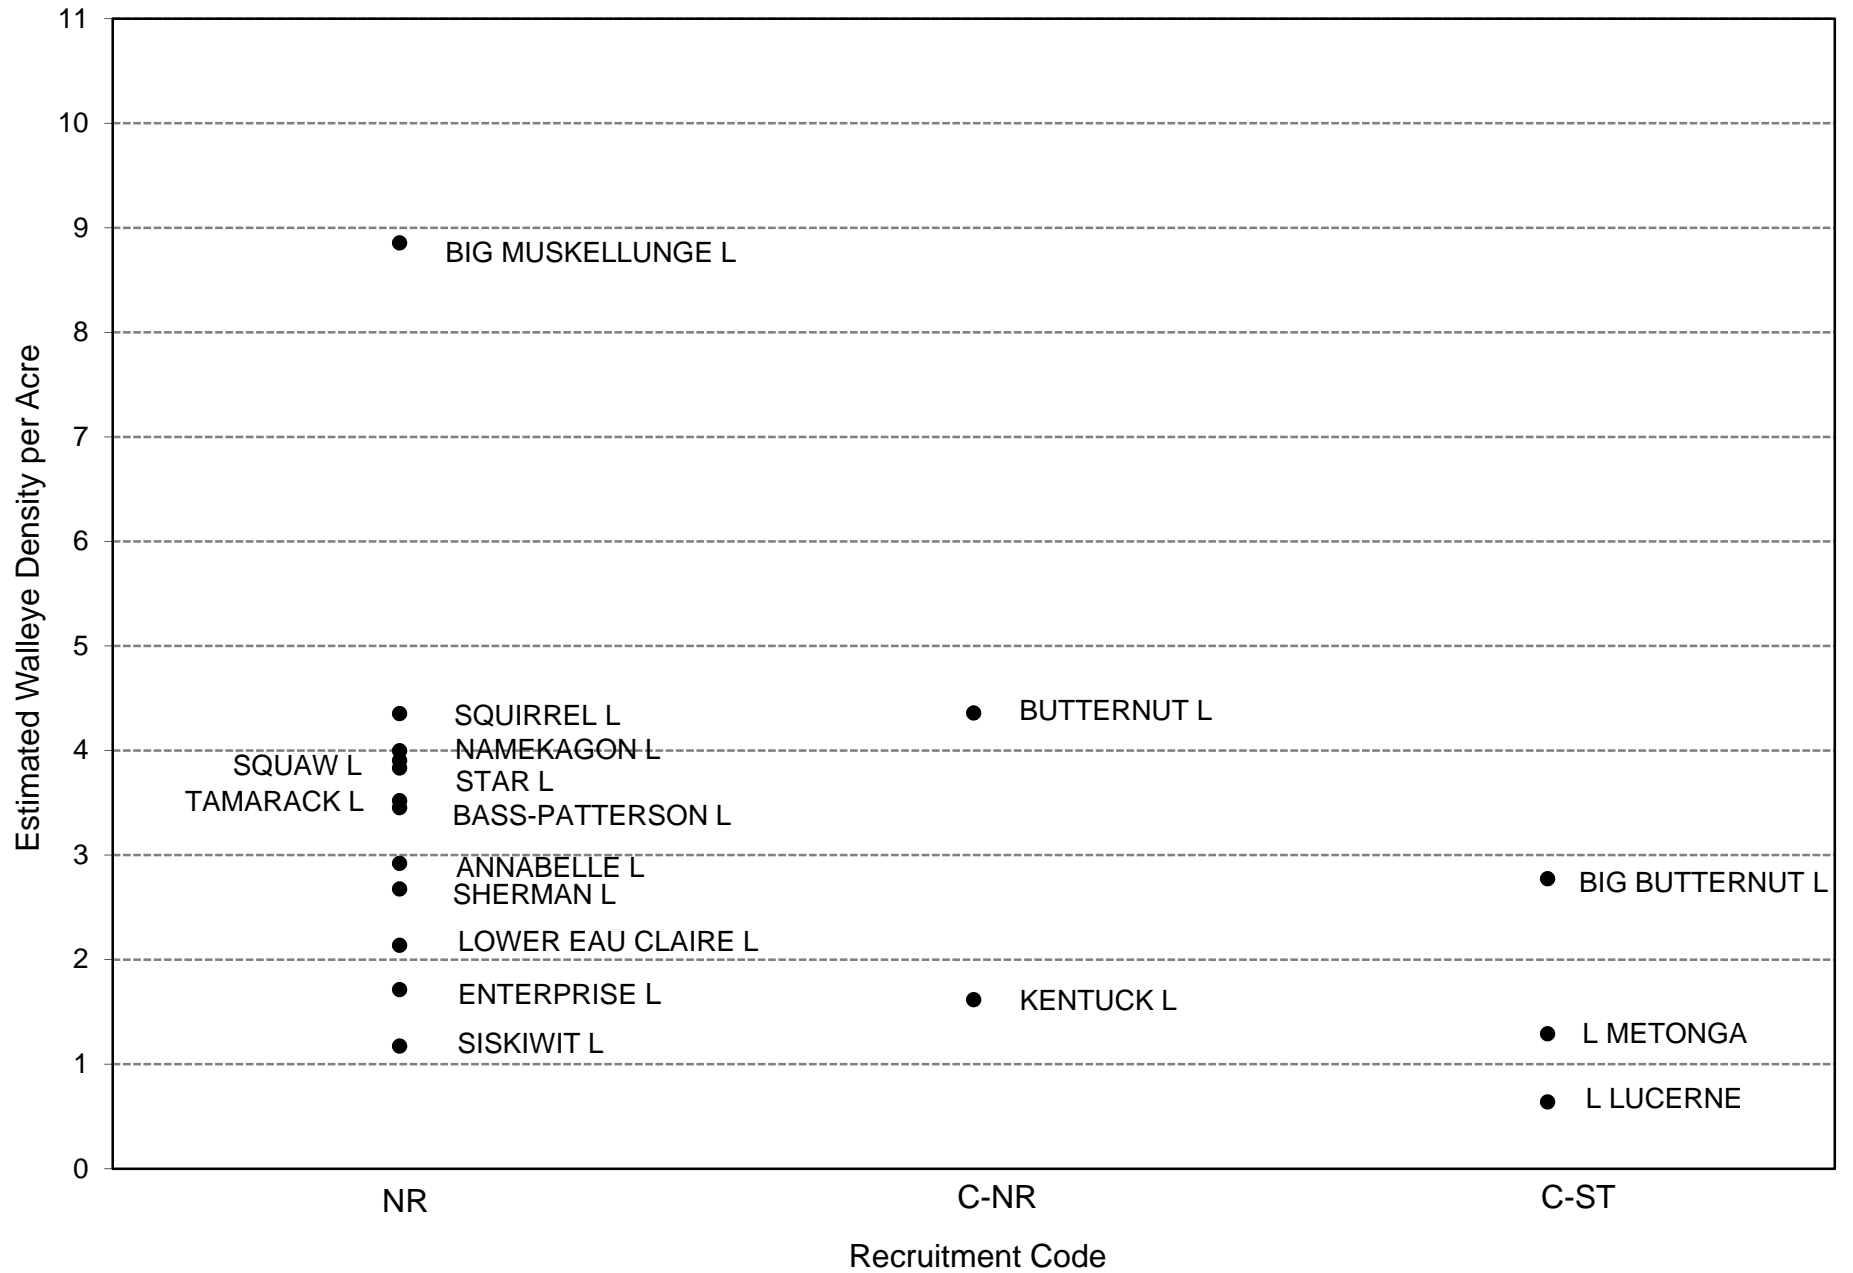 11
10
9
BIG MUSKELLUNGE L
8
7
6
5
SQUIRREL L
BUTTERNUT L
4
NAMEKAGON L
SQUAW L
STAR L
TAMARACK L
BASS-PATTERSON L
3
ANNABELLE L
BIG BUTTERNUT L
SHERMAN L
LOWER EAU CLAIRE L
2
ENTERPRISE L
KENTUCK L
SISKIWIT L
L METONGA
1
L LUCERNE
0
NR
C-NR
C-ST
Estimated Walleye Density per Acre
Recruitment Code